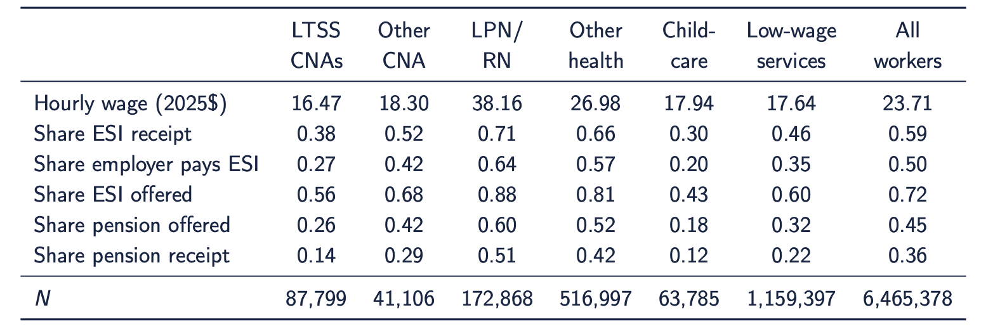 LTSS Other LPN/ Other Child- Low-wage All
CNAs CNA RN health care services workers
Hourly wage (2025$) 16.47 18.30 38.16 26.98 17.94 17.64 23.71
Share ESI receipt 0.38 0.52 0.71 0.66 0.30 0.46 0.59
Share employer pays ESI 0.27 0.42 0.64 0.57 0.20 0.35 0.50
Share ESI offered 0.56 0.68 0.88 0.81 0.43 0.60 0.72
Share pension offered 0.26 0.42 0.60 0.52 0.18 0.32 0.45
Share pension receipt 0.14 0.29 0.51 0.42 0.12 0.22 0.36
N 87,799 41,106 172,868 516,997 63,785 1,159,397 6,465,378